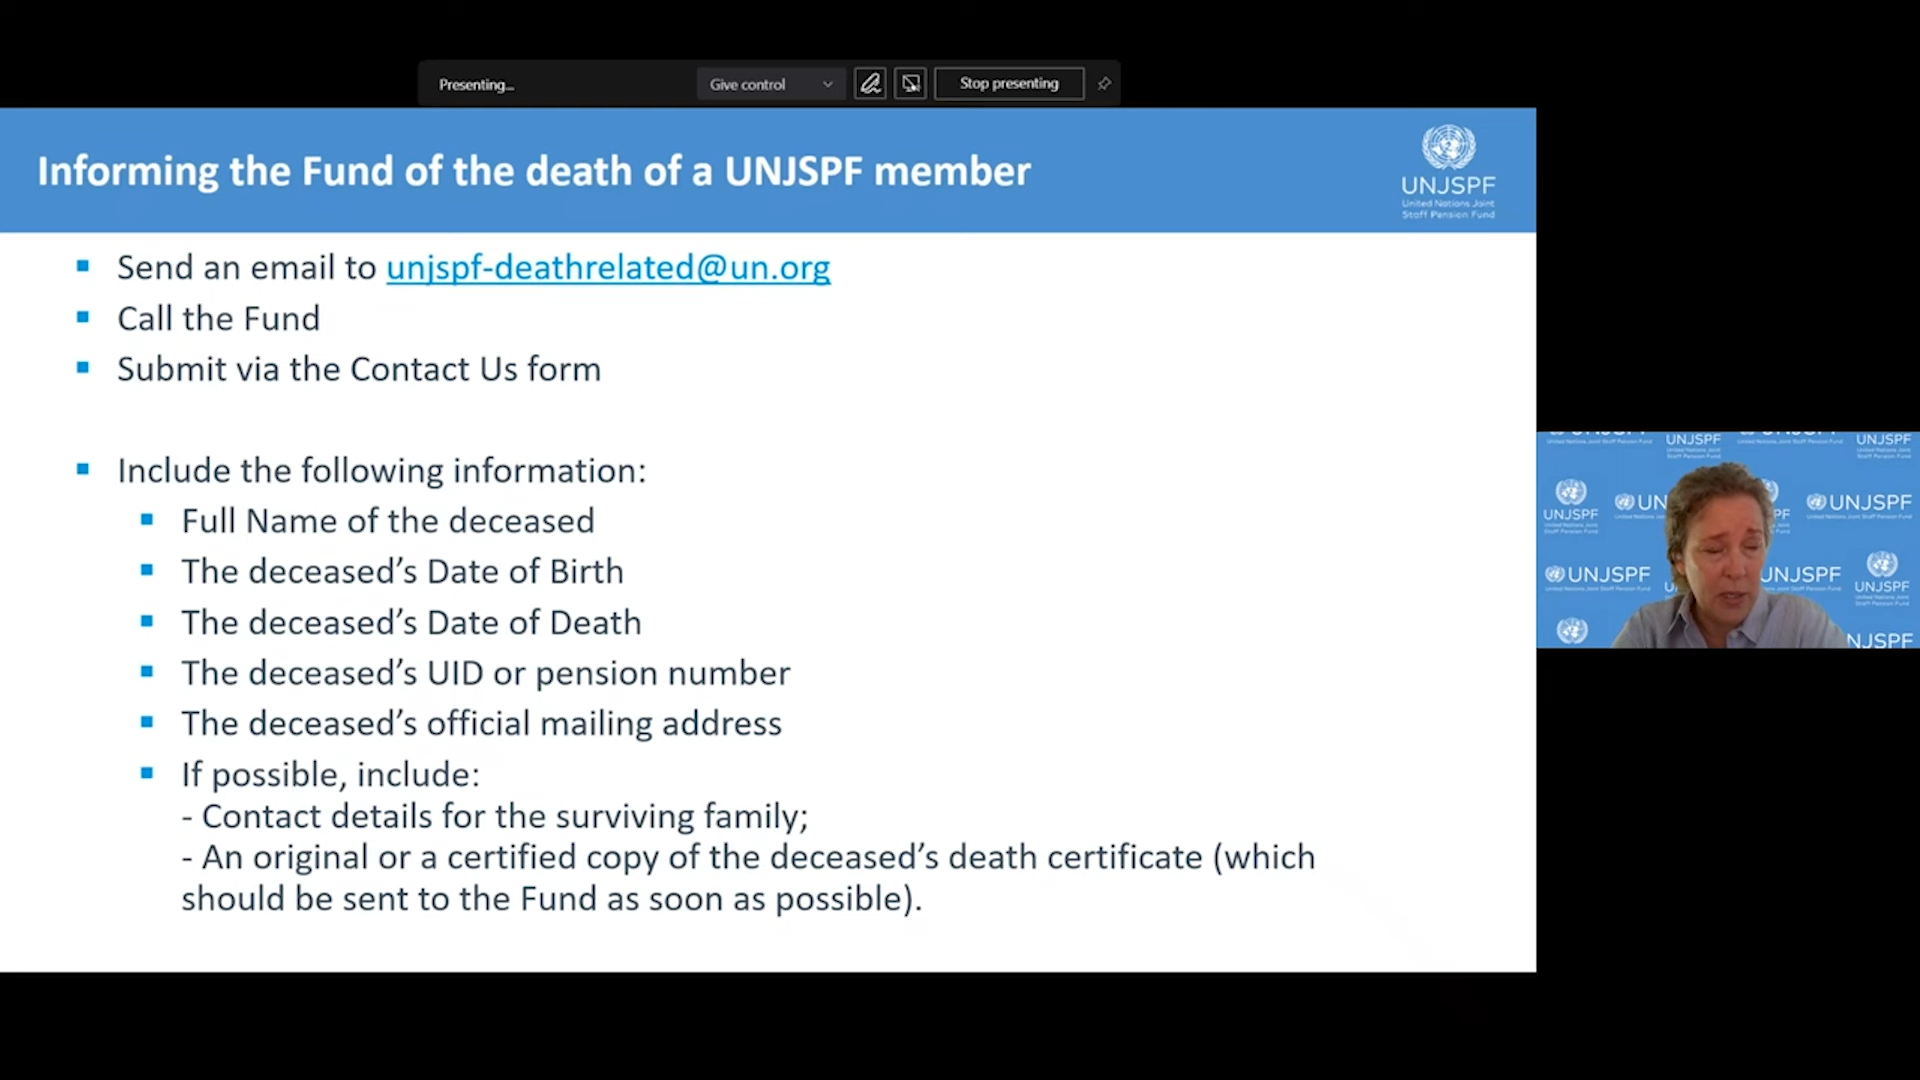 Presenting...
Give control
Stop presenting
Informing the Fund of the death of a UNJSPF member
UNJSPF
United Nations Joint
Staff Pension Fund
▪ Send an email to unjspf-deathrelated@un.org
▪ Call the Fund
▪ Submit via the Contact Us form
▪ Include the following information:
▪ Full Name of the deceased
▪ The deceased’s Date of Birth
▪ The deceased’s Date of Death
▪ The deceased’s UID or pension number
▪ The deceased’s official mailing address
▪ If possible, include:
- Contact details for the surviving family;
- An original or a certified copy of the deceased’s death certificate (which
should be sent to the Fund as soon as possible).
UNJSPF
UNJSPF
UNJSPF
UN
UNJSPF
UNJSPF
UNJSPF
UNJSPF
NJSPF